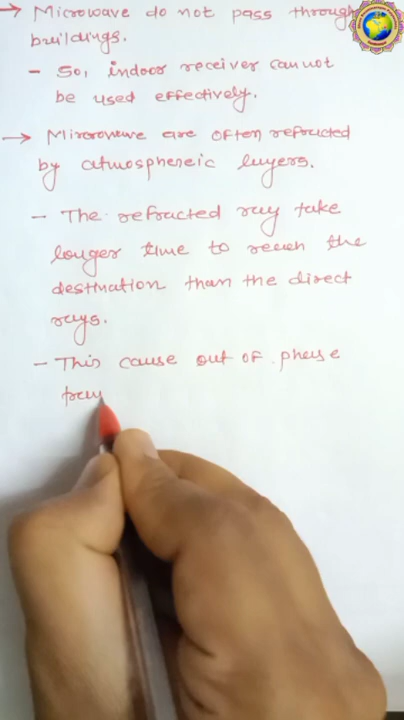 → Microwave do not pass through
buildings.
- So, indoor receiver cannot
be used effectively.
→ Microwave are often refracted
by atmospheric layers.
- The refracted ray take
longer time to reach the
destination than the direct
rays.
- This cause out of phase